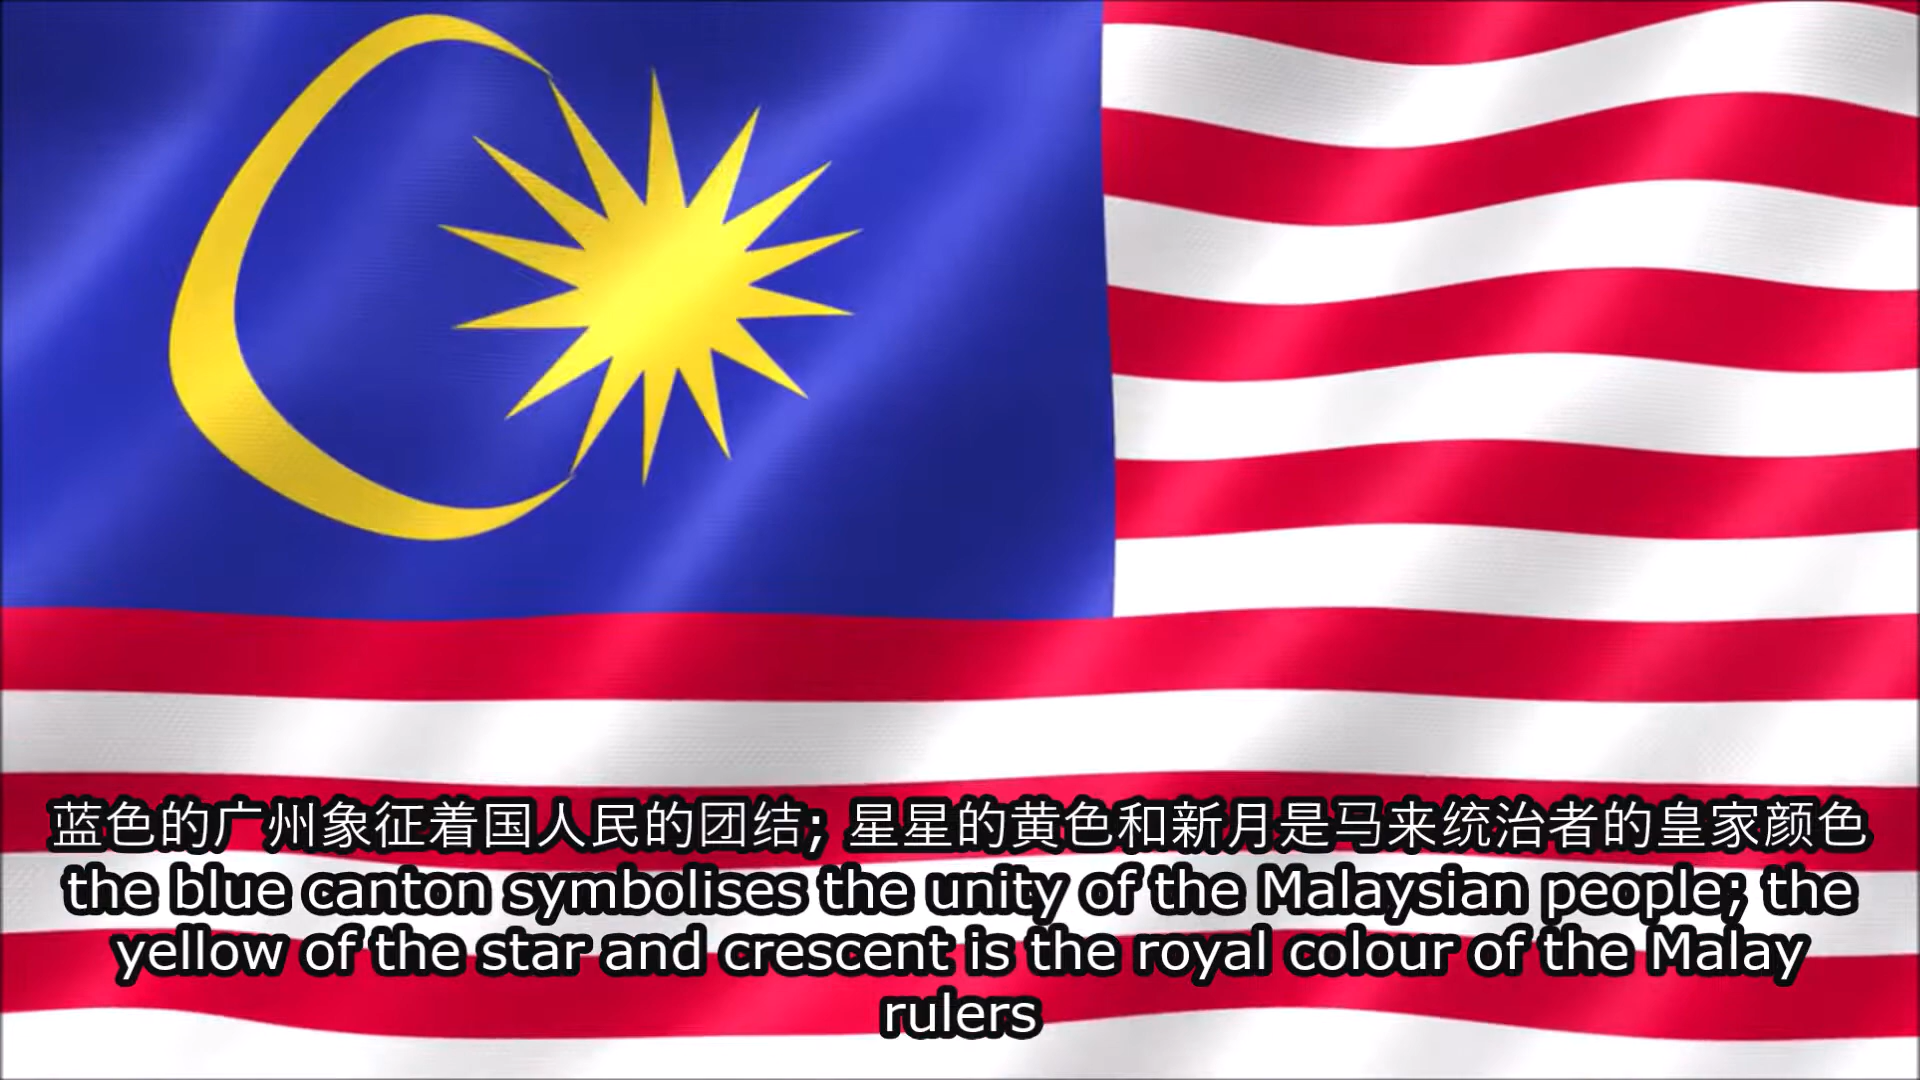 蓝色的广州象征着国人民的团结; 星星的黄色和新月是马来统治者的皇家颜色
the blue canton symbolises the unity of the Malaysian people; the
yellow of the star and crescent is the royal colour of the Malay
rulers